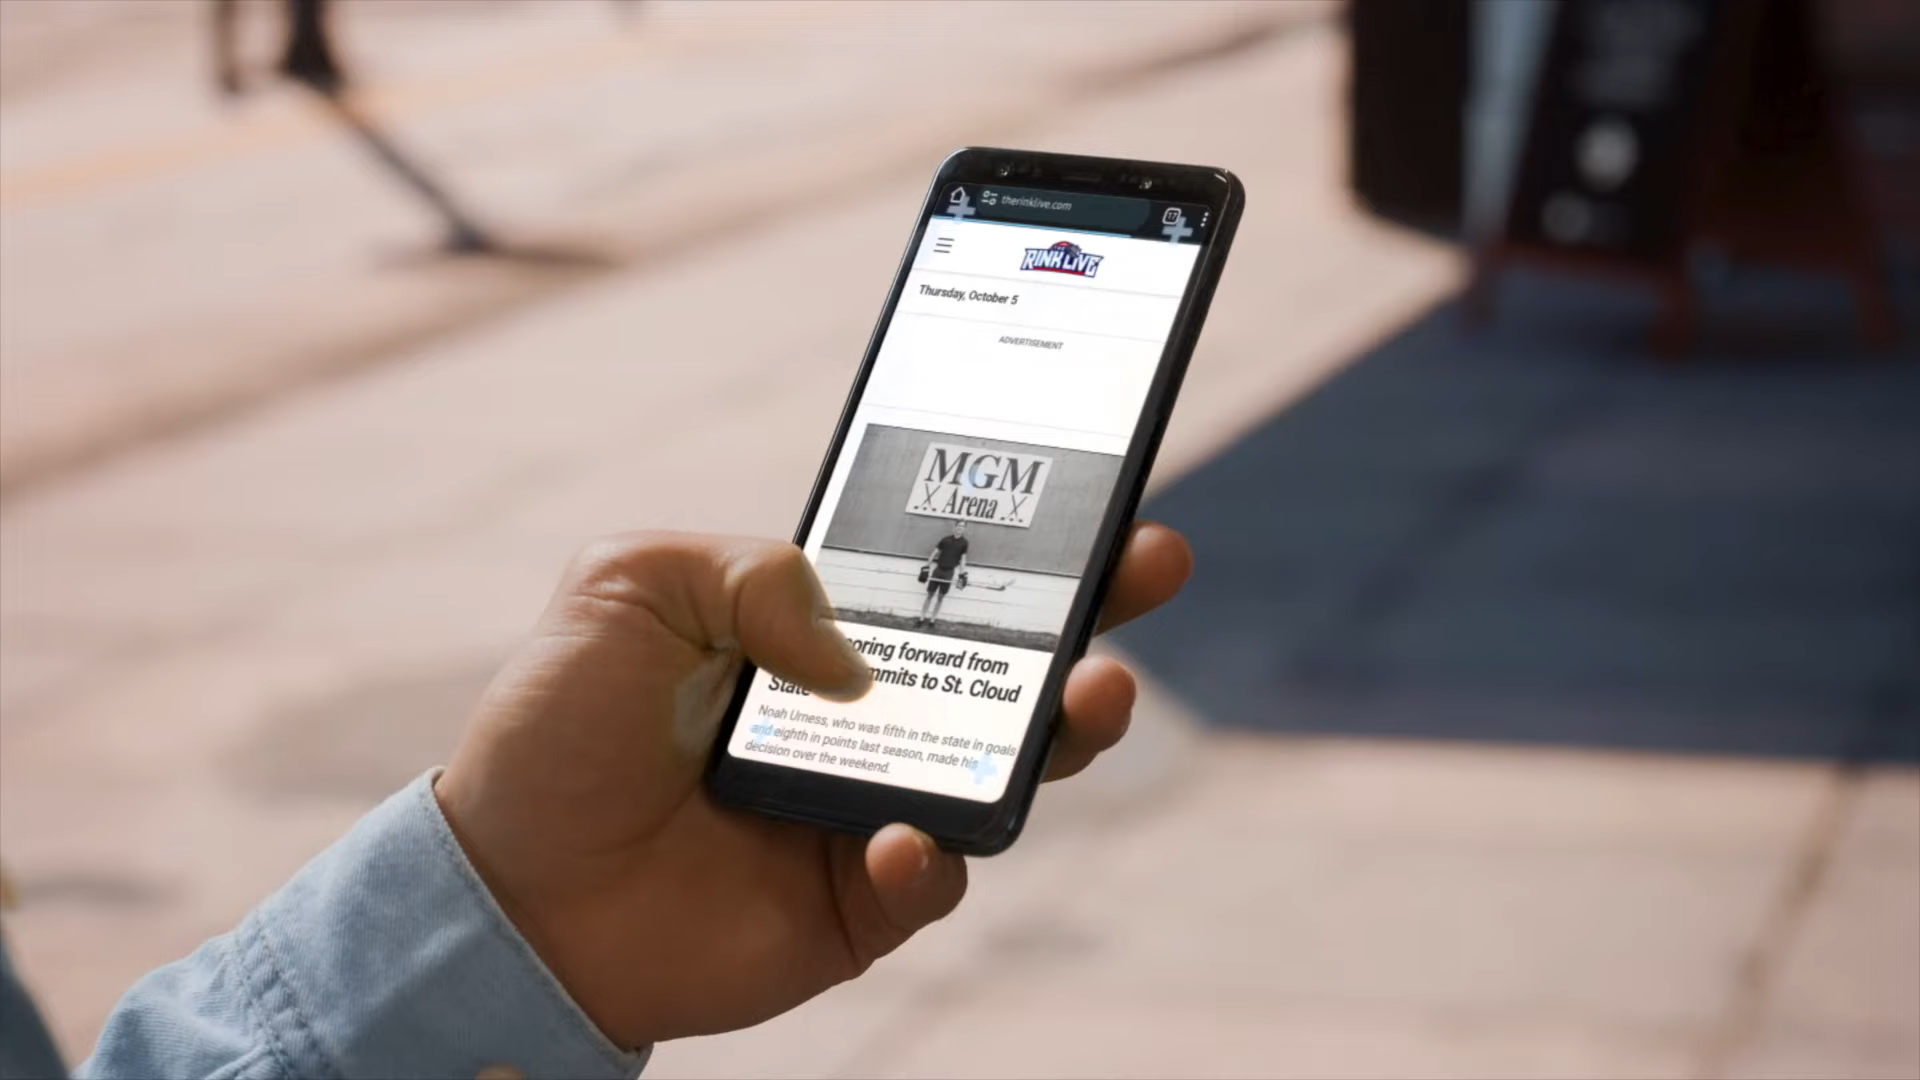 therinklive.com
17
THE
RINK LIVE
Thursday, October 5
ADVERTISEMENT
MGM
Arena
oring forward from
mmits to St. Cloud
State
Noah Urness, who was fifth in the state in goals
and eighth in points last season, made his
decision over the weekend.